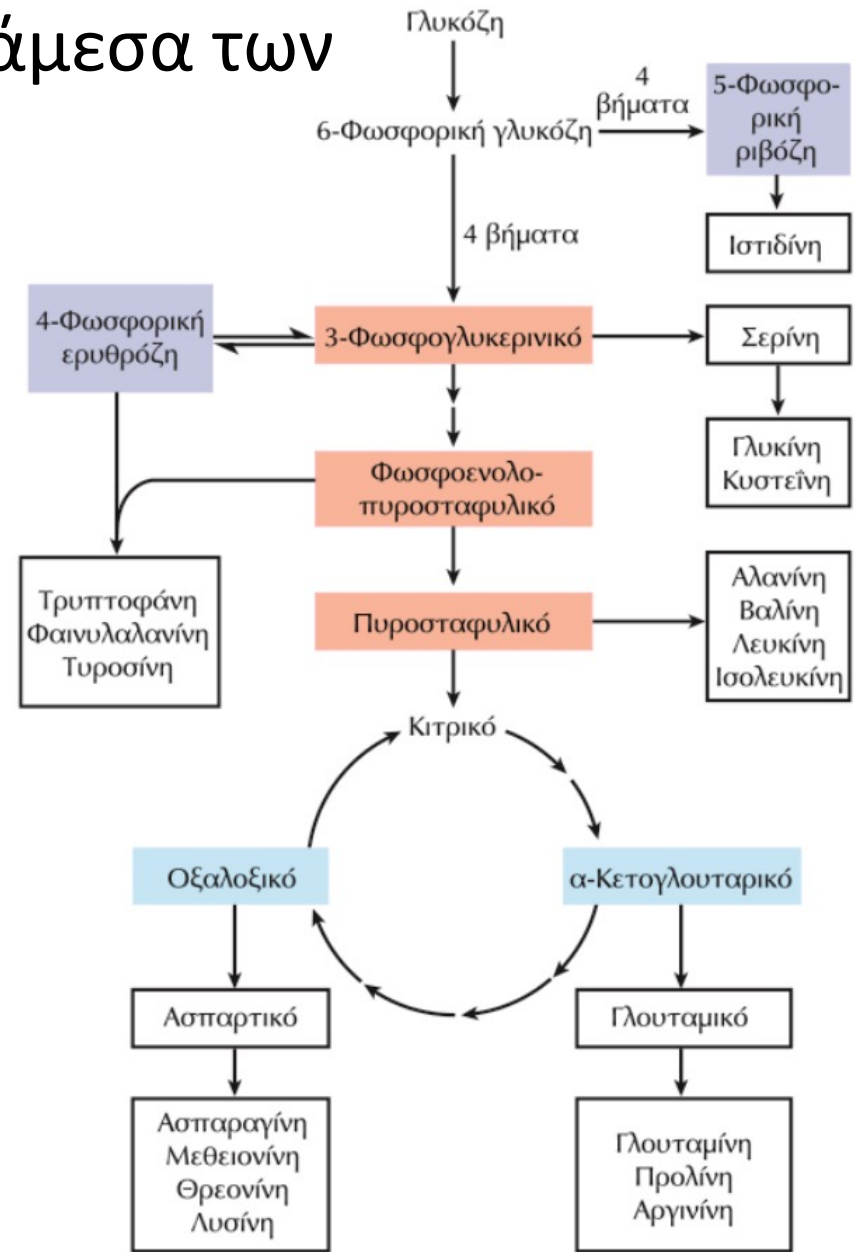 άμεσα των
Γλυκόζη
4
βήματα
6-Φωσφορική γλυκόζη
5-Φωσφο-
ρική
ριβόζη
4 βήματα
Ιστιδίνη
4-Φωσφορική
ερυθρόζη
3-Φωσφογλυκερινικό
Σερίνη
Γλυκίνη
Κυστεΐνη
Φωσφοενολο-
πυροσταφυλικό
Τρυπτοφάνη
Φαινυλαλανίνη
Τυροσίνη
Πυροσταφυλικό
Αλανίνη
Βαλίνη
Λευκίνη
Ισολευκίνη
Κιτρικό
Οξαλοξικό
α-Κετογλουταρικό
Ασπαρτικό
Γλουταμικό
Ασπαραγίνη
Μεθειονίνη
Θρεονίνη
Λυσίνη
Γλουταμίνη
Προλίνη
Αργινίνη